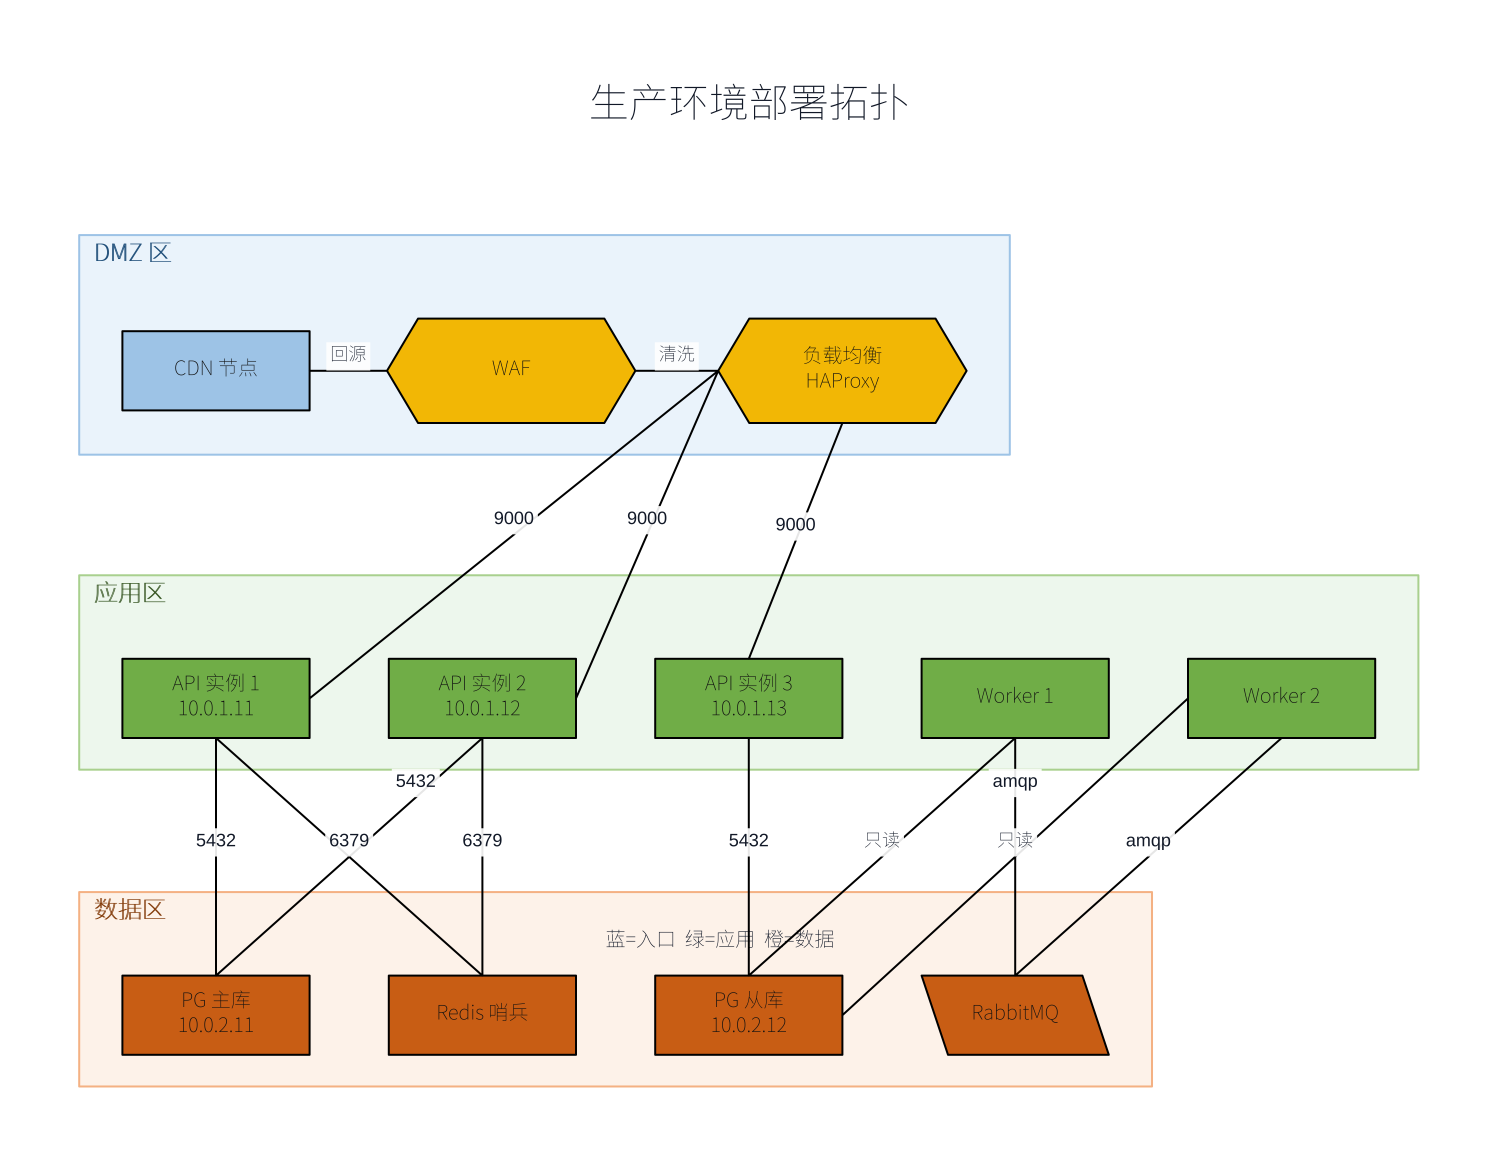 生产环境部署拓扑
DMZ 区
CDN 节点
回源
WAF
清洗
负载均衡
HAProxy
9000
9000
9000
应用区
API 实例 1
10.0.1.11
API 实例 2
10.0.1.12
API 实例 3
10.0.1.13
Worker 1
Worker 2
5432
amqp
5432
6379
6379
5432
只读
只读
amqp
数据区
蓝=入口 绿=应用 橙=数据
PG 主库
10.0.2.11
Redis 哨兵
PG 从库
10.0.2.12
RabbitMQ